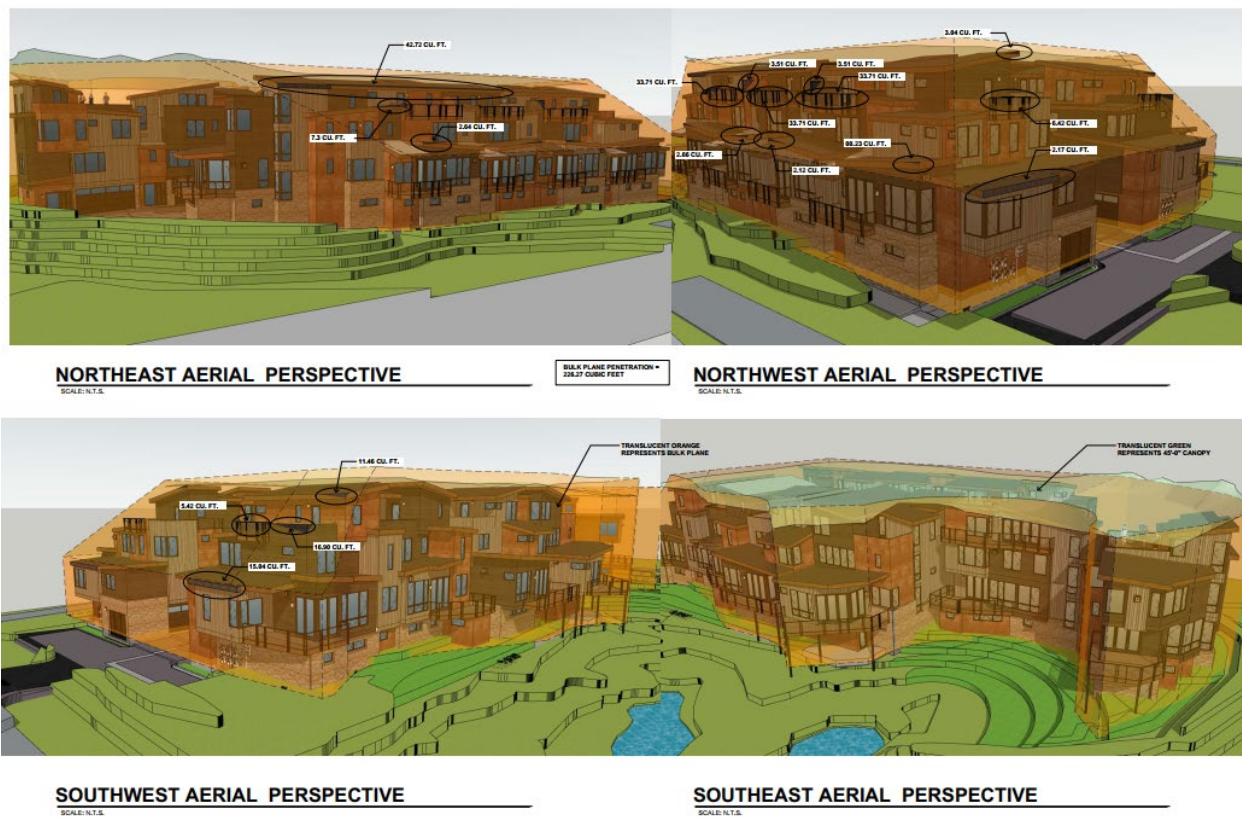 42.72 CU. FT.
7.3 CU. FT.
2.64 CU. FT.
3.04 CU. FT.
3.51 CU. FT.
3.51 CU. FT.
33.71 CU. FT.
33.71 CU. FT.
33.71 CU. FT.
6.42 CU. FT.
88.23 CU. FT.
2.66 CU. FT.
2.17 CU. FT.
2.12 CU. FT.
NORTHEAST AERIAL PERSPECTIVE
SCALE: N.T.S.
BULK PLANE PENETRATION =
226.27 CUBIC FEET
NORTHWEST AERIAL PERSPECTIVE
SCALE: N.T.S.
11.46 CU. FT.
5.42 CU. FT.
16.90 CU. FT.
15.04 CU. FT.
TRANSLUCENT ORANGE
REPRESENTS BULK PLANE
TRANSLUCENT GREEN
REPRESENTS 45'-0" CANOPY
SOUTHWEST AERIAL PERSPECTIVE
SCALE: N.T.S.
SOUTHEAST AERIAL PERSPECTIVE
SCALE: N.T.S.